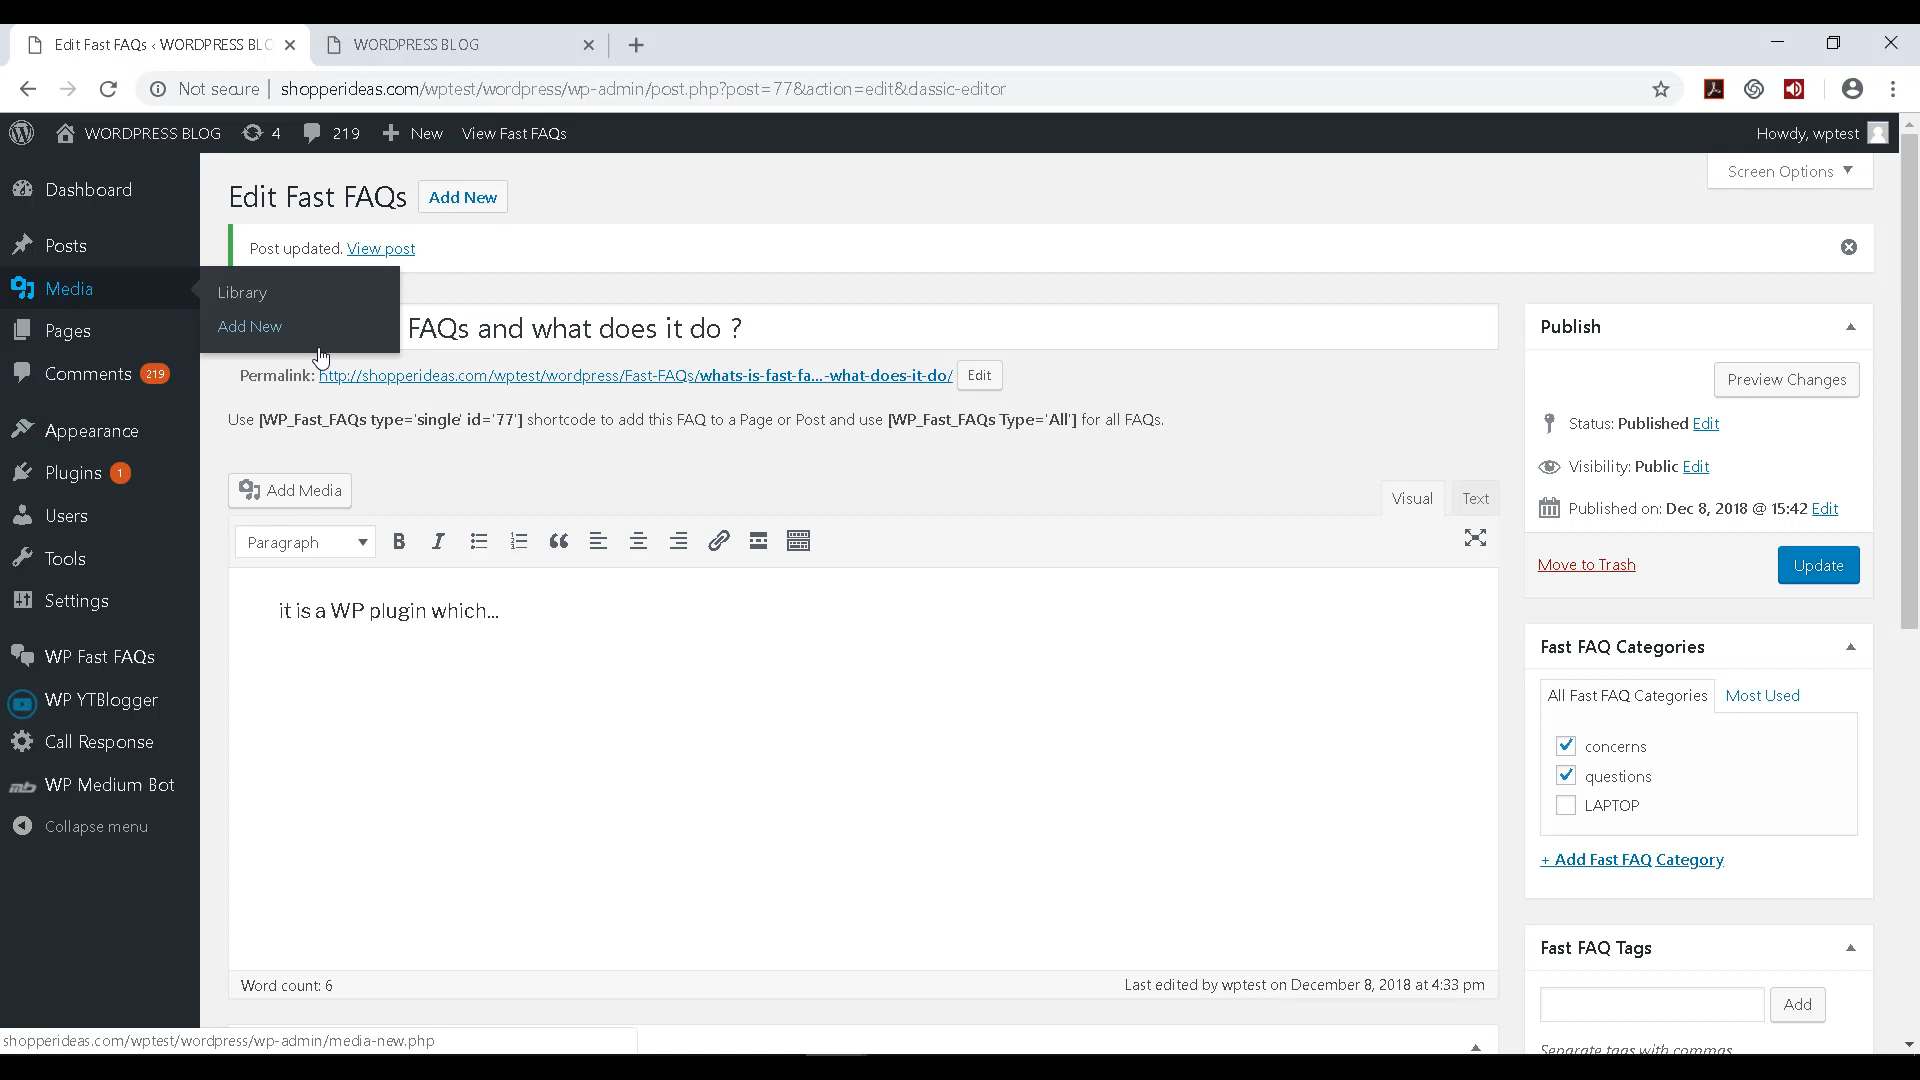 Edit Fast FAQs ‹ WORDPRESS BLO
WORDPRESS BLOG
Not secure | shopperideas.com/wptest/wordpress/wp-admin/post.php?post=77&action=edit&classic-editor
WORDPRESS BLOG 4 219 New View Fast FAQs Howdy, wptest
Dashboard
Posts
Media
Library
Add New
Pages
Comments 219
Appearance
Plugins 1
Users
Tools
Settings
WP Fast FAQs
WP YTBlogger
Call Response
mb WP Medium Bot
Collapse menu
Screen Options
Edit Fast FAQs Add New
Post updated. View post
FAQs and what does it do ?
Permalink: http://shopperideas.com/wptest/wordpress/Fast-FAQs/whats-is-fast-fa...-what-does-it-do/ Edit
Use [WP_Fast_FAQs type='single' id='77'] shortcode to add this FAQ to a Page or Post and use [WP_Fast_FAQs Type='All'] for all FAQs.
Add Media
Visual Text
Paragraph B I
it is a WP plugin which...
Word count: 6
Last edited by wptest on December 8, 2018 at 4:33 pm
Publish
Preview Changes
Status: Published Edit
Visibility: Public Edit
Published on: Dec 8, 2018 @ 15:42 Edit
Move to Trash Update
Fast FAQ Categories
All Fast FAQ Categories Most Used
concerns
questions
LAPTOP
+ Add Fast FAQ Category
Fast FAQ Tags
Add
Separate tags with commas
shopperideas.com/wptest/wordpress/wp-admin/media-new.php